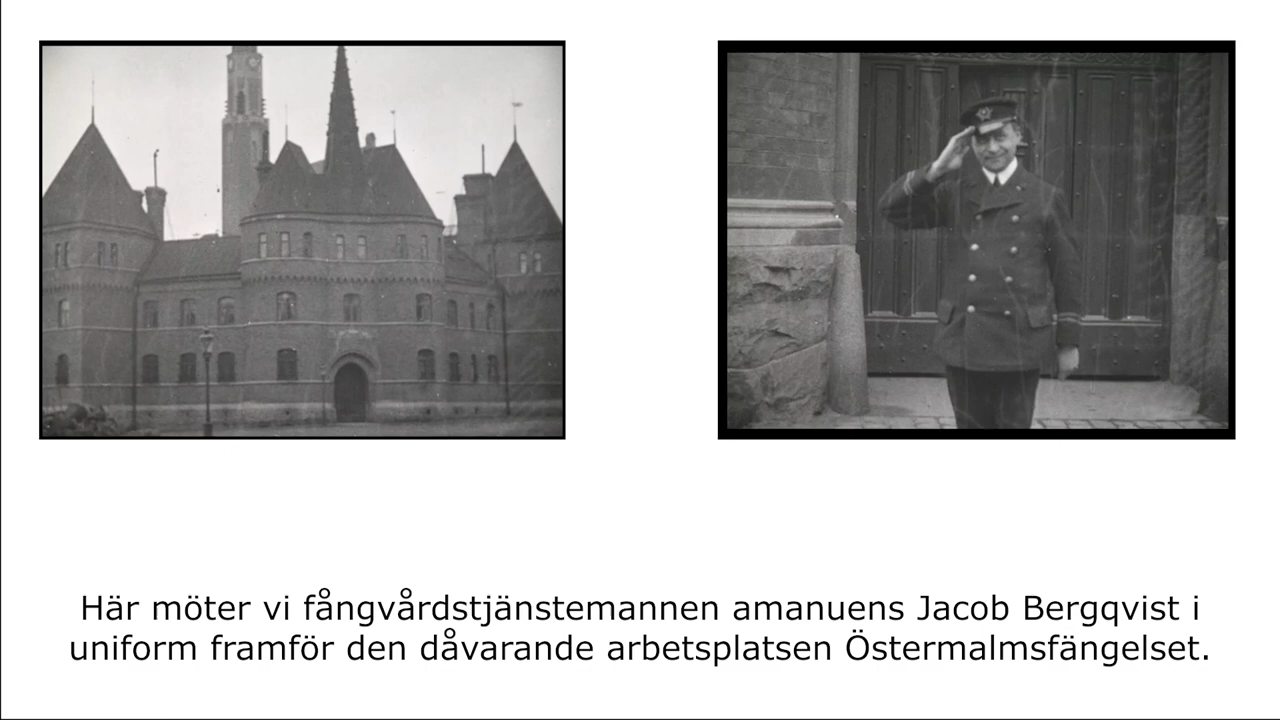 Här möter vi fångvårdstjänstemannen amanuens Jacob Bergqvist i
uniform framför den dåvarande arbetsplatsen Östermalmsfängelset.